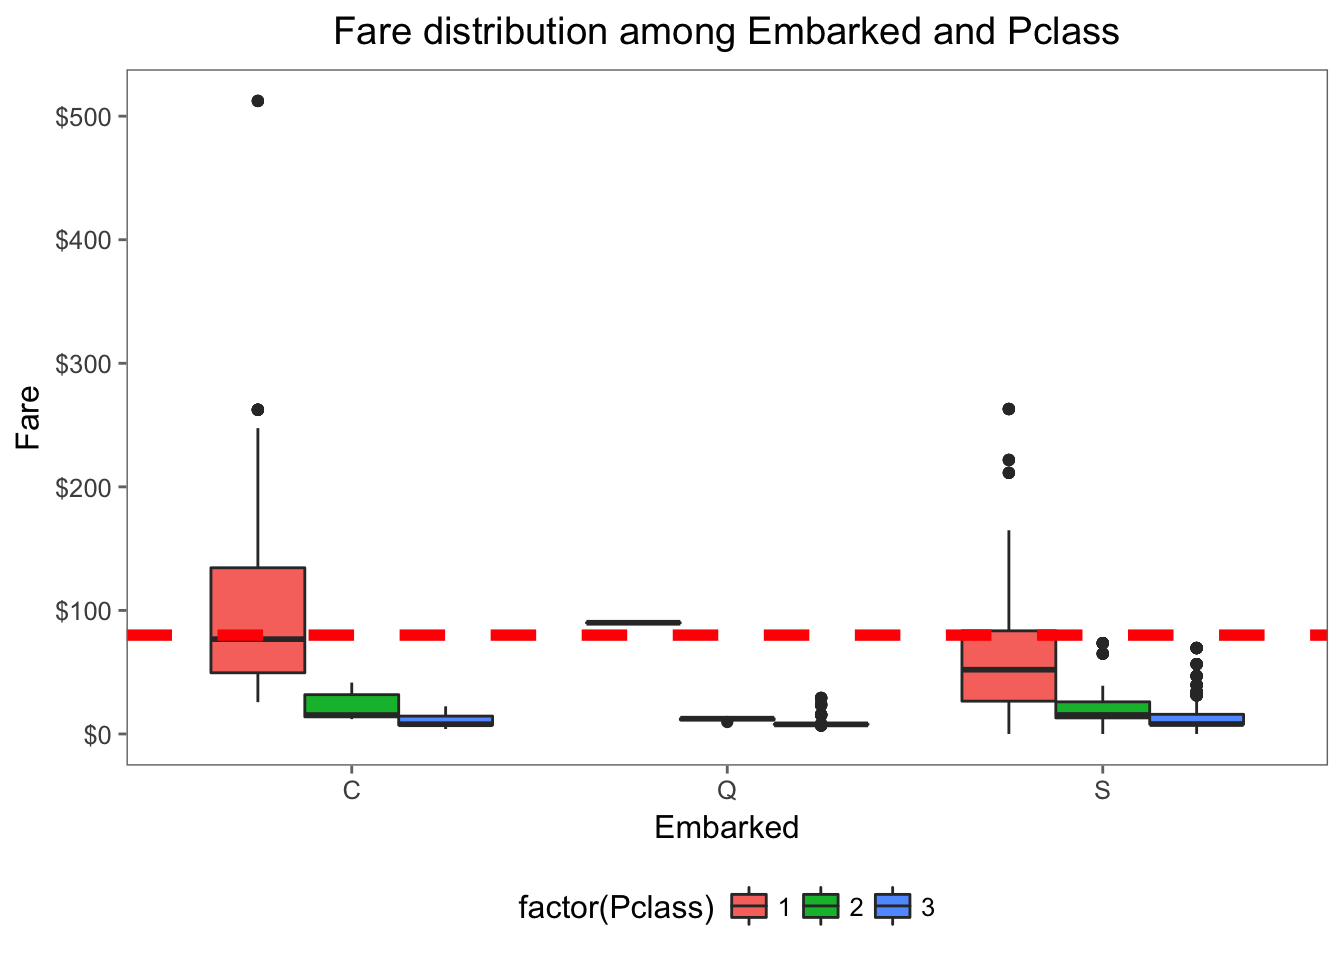 Fare distribution among Embarked and Pclass
$500
$400
$300
$200
$100
$0
Fare
C Q S
Embarked
factor(Pclass) 1 2 3